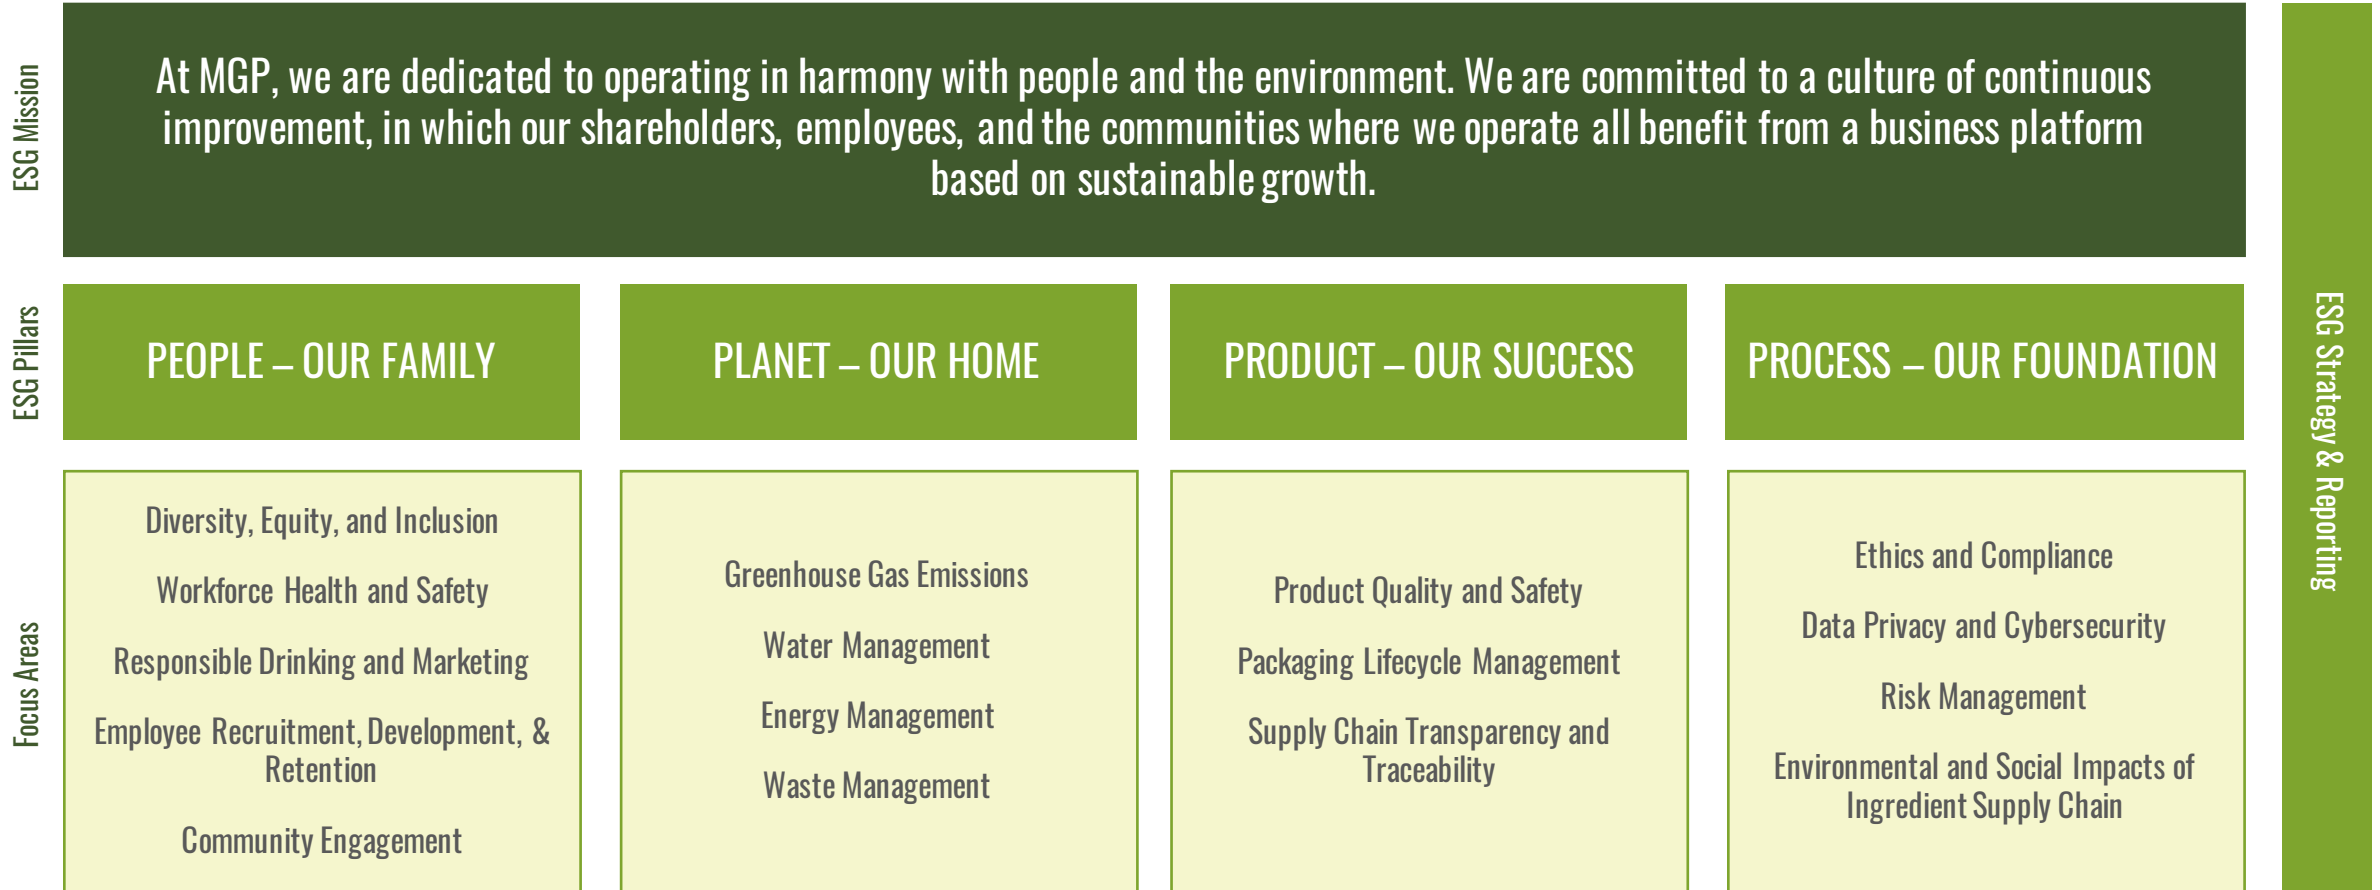 ESG Mission
At MGP, we are dedicated to operating in harmony with people and the environment. We are committed to a culture of continuous
improvement, in which our shareholders, employees, and the communities where we operate all benefit from a business platform
based on sustainable growth.
ESG Pillars
PEOPLE – OUR FAMILY
PLANET – OUR HOME
PRODUCT – OUR SUCCESS
PROCESS – OUR FOUNDATION
Focus Areas
Diversity, Equity, and Inclusion
Workforce Health and Safety
Responsible Drinking and Marketing
Employee Recruitment, Development, &
Retention
Community Engagement
Greenhouse Gas Emissions
Water Management
Energy Management
Waste Management
Product Quality and Safety
Packaging Lifecycle Management
Supply Chain Transparency and
Traceability
Ethics and Compliance
Data Privacy and Cybersecurity
Risk Management
Environmental and Social Impacts of
Ingredient Supply Chain
ESG Strategy & Reporting